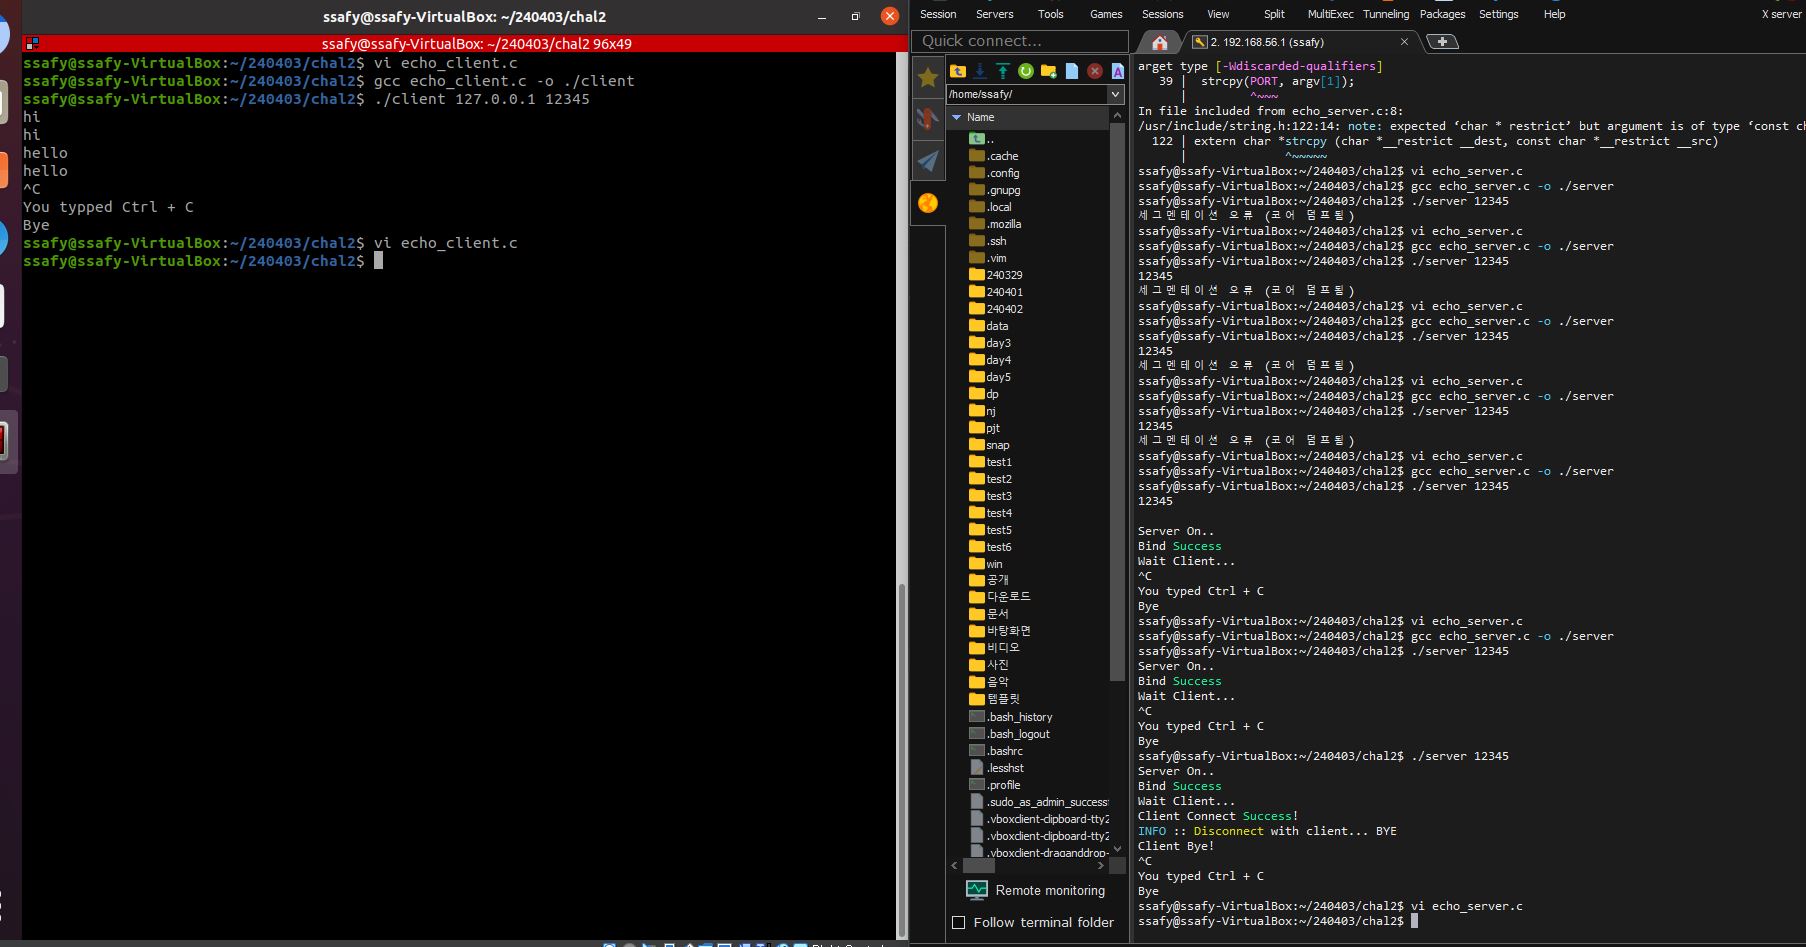 ssafy@ssafy-VirtualBox: ~/240403/chal2
ssafy@ssafy-VirtualBox: ~/240403/chal2 96x49
ssafy@ssafy-VirtualBox:~/240403/chal2$ vi echo_client.c
ssafy@ssafy-VirtualBox:~/240403/chal2$ gcc echo_client.c -o ./client
ssafy@ssafy-VirtualBox:~/240403/chal2$ ./client 127.0.0.1 12345
hi
hi
hello
hello
^C
You typped Ctrl + C
Bye
ssafy@ssafy-VirtualBox:~/240403/chal2$ vi echo_client.c
ssafy@ssafy-VirtualBox:~/240403/chal2$
Session Servers Tools Games Sessions View Split MultiExec Tunneling Packages Settings Help X server
Quick connect...
2. 192.168.56.1 (ssafy)
/home/ssafy/
Name
..
.cache
.config
.gnupg
.local
.mozilla
.ssh
.vim
240329
240401
240402
data
day3
day4
day5
dp
nj
pjt
snap
test1
test2
test3
test4
test5
test6
win
공개
다운로드
문서
바탕화면
비디오
사진
음악
템플릿
.bash_history
.bash_logout
.bashrc
.lesshst
.profile
.sudo_as_admin_success
.vboxclient-clipboard-tty2
.vboxclient-clipboard-tty2
.vboxclient-draganddrop-
Remote monitoring
Follow terminal folder
arget type [-Wdiscarded-qualifiers]
39 | strcpy(PORT, argv[1]);
| ^~~~
In file included from echo_server.c:8:
/usr/include/string.h:122:14: note: expected ‘char * restrict’ but argument is of type ‘const ch
122 | extern char *strcpy (char *__restrict __dest, const char *__restrict __src)
| ^~~~~~
ssafy@ssafy-VirtualBox:~/240403/chal2$ vi echo_server.c
ssafy@ssafy-VirtualBox:~/240403/chal2$ gcc echo_server.c -o ./server
ssafy@ssafy-VirtualBox:~/240403/chal2$ ./server 12345
세그멘테이션 오류 (코어 덤프됨)
ssafy@ssafy-VirtualBox:~/240403/chal2$ vi echo_server.c
ssafy@ssafy-VirtualBox:~/240403/chal2$ gcc echo_server.c -o ./server
ssafy@ssafy-VirtualBox:~/240403/chal2$ ./server 12345
12345
세그멘테이션 오류 (코어 덤프됨)
ssafy@ssafy-VirtualBox:~/240403/chal2$ vi echo_server.c
ssafy@ssafy-VirtualBox:~/240403/chal2$ gcc echo_server.c -o ./server
ssafy@ssafy-VirtualBox:~/240403/chal2$ ./server 12345
12345
세그멘테이션 오류 (코어 덤프됨)
ssafy@ssafy-VirtualBox:~/240403/chal2$ vi echo_server.c
ssafy@ssafy-VirtualBox:~/240403/chal2$ gcc echo_server.c -o ./server
ssafy@ssafy-VirtualBox:~/240403/chal2$ ./server 12345
12345
세그멘테이션 오류 (코어 덤프됨)
ssafy@ssafy-VirtualBox:~/240403/chal2$ vi echo_server.c
ssafy@ssafy-VirtualBox:~/240403/chal2$ gcc echo_server.c -o ./server
ssafy@ssafy-VirtualBox:~/240403/chal2$ ./server 12345
12345
Server On..
Bind Success
Wait Client...
^C
You typed Ctrl + C
Bye
ssafy@ssafy-VirtualBox:~/240403/chal2$ vi echo_server.c
ssafy@ssafy-VirtualBox:~/240403/chal2$ gcc echo_server.c -o ./server
ssafy@ssafy-VirtualBox:~/240403/chal2$ ./server 12345
Server On..
Bind Success
Wait Client...
^C
You typed Ctrl + C
Bye
ssafy@ssafy-VirtualBox:~/240403/chal2$ ./server 12345
Server On..
Bind Success
Wait Client...
Client Connect Success!
INFO :: Disconnect with client... BYE
Client Bye!
^C
You typed Ctrl + C
Bye
ssafy@ssafy-VirtualBox:~/240403/chal2$ vi echo_server.c
ssafy@ssafy-VirtualBox:~/240403/chal2$